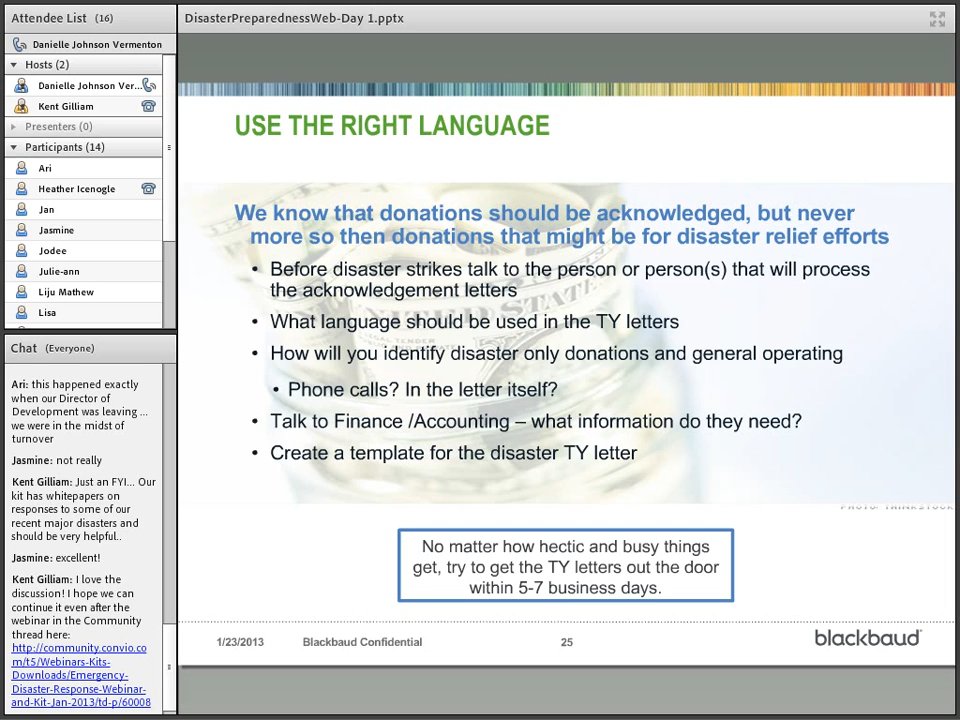 Attendee List (16)
Danielle Johnson Vermenton
Hosts (2)
Danielle Johnson Ver...
Kent Gilliam
Presenters (0)
Participants (14)
Ari
Heather Icenogle
Jan
Jasmine
Jodee
Julie-ann
Liju Mathew
Lisa
Chat (Everyone)
Ari: this happened exactly
when our Director of
Development was leaving ...
we were in the midst of
turnover
Jasmine: not really
Kent Gilliam: Just an FYI... Our
kit has whitepapers on
responses to some of our
recent major disasters and
should be very helpful..
Jasmine: excellent!
Kent Gilliam: I love the
discussion! I hope we can
continue it even after the
webinar in the Community
thread here:
http://community.convio.co
m/t5/Webinars-Kits-
Downloads/Emergency-
Disaster-Response-Webinar-
and-Kit-Jan-2013/td-p/60008
DisasterPreparednessWeb-Day 1.pptx
USE THE RIGHT LANGUAGE
We know that donations should be acknowledged, but never
more so then donations that might be for disaster relief efforts
• Before disaster strikes talk to the person or person(s) that will process
the acknowledgement letters
• What language should be used in the TY letters
• How will you identify disaster only donations and general operating
• Phone calls? In the letter itself?
• Talk to Finance /Accounting – what information do they need?
• Create a template for the disaster TY letter
PHOTO: THINKSTOCK
No matter how hectic and busy things
get, try to get the TY letters out the door
within 5-7 business days.
1/23/2013 Blackbaud Confidential 25
blackbaud